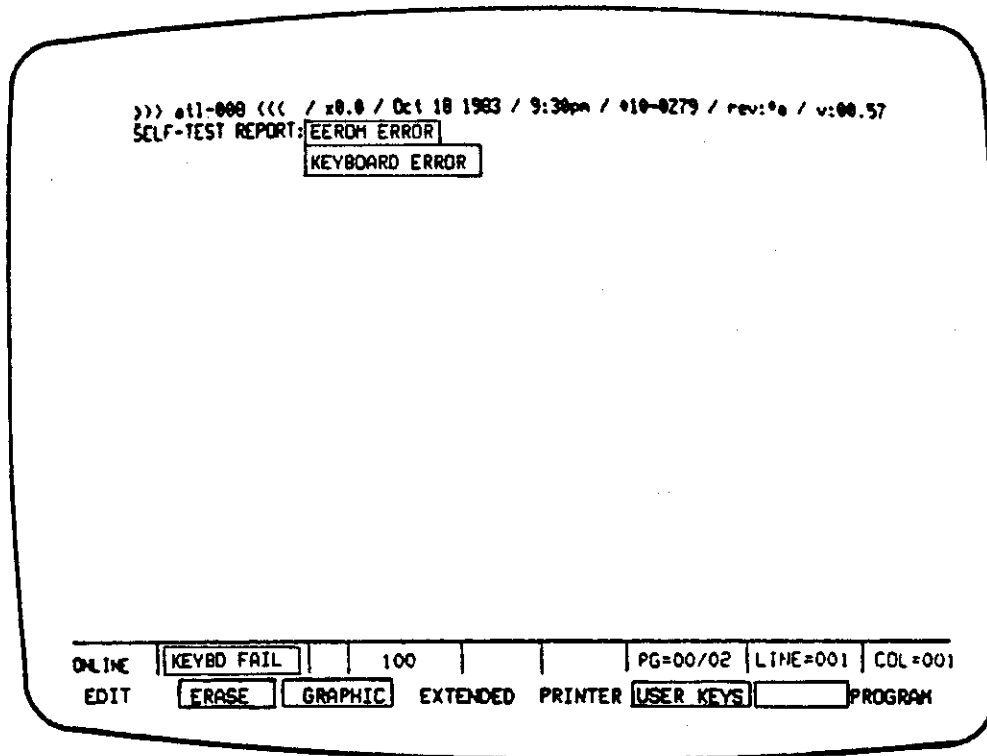 >>> atl-008 <<< / x0.0 / Oct 18 1983 / 9:30pm / *10-0279 / rev:*a / v:00.57
SELF-TEST REPORT: EEROM ERROR
KEYBOARD ERROR
ONLINE KEYBD FAIL 100 PG=00/02 LINE=001 COL=001
EDIT ERASE GRAPHIC EXTENDED PRINTER USER KEYS PROGRAM